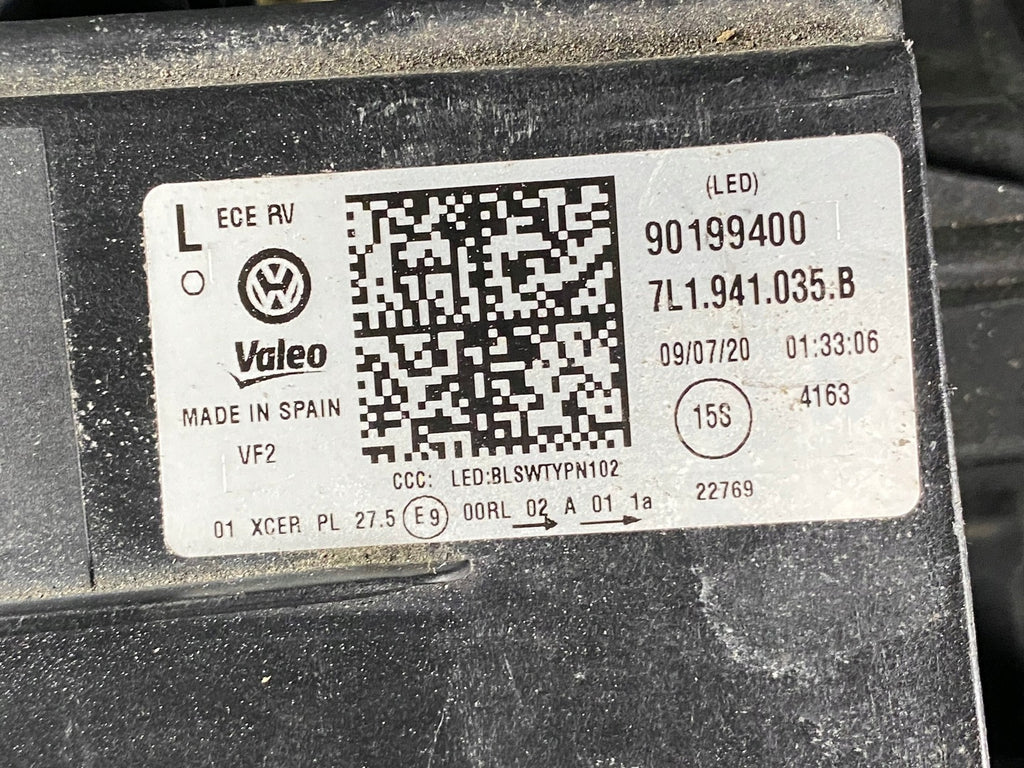 L ECE RV
O
VW
Valeo
MADE IN SPAIN
VF2
(LED)
90199400
7L1.941.035.B
09/07/20 01:33:06
15S 4163
CCC: LED:BLSWTYPN102
01 XCER PL 27.5 E9 00RL 02 A 01 1a
22769